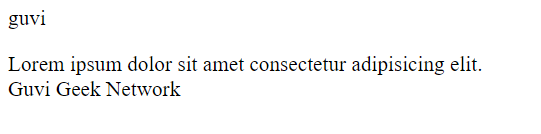 guvi
Lorem ipsum dolor sit amet consectetur adipisicing elit.
Guvi Geek Network